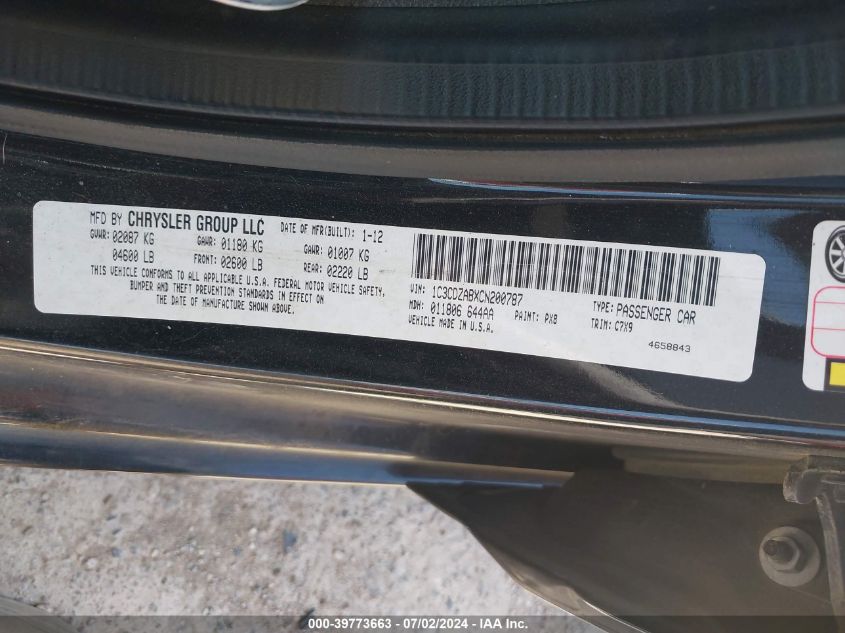 MFD BY CHRYSLER GROUP LLC DATE OF MFR(BUILT): 1-12
GVWR: 02087 KG GAWR: 01180 KG GAWR: 01007 KG
04600 LB FRONT: 02600 LB REAR: 02220 LB
THIS VEHICLE CONFORMS TO ALL APPLICABLE U.S.A. FEDERAL MOTOR VEHICLE SAFETY,
BUMPER AND THEFT PREVENTION STANDARDS IN EFFECT ON THE DATE OF
MANUFACTURE SHOWN ABOVE.
VIN: 1C3CDZABXCN200787 TYPE: PASSENGER CAR
MDH: 011806 644AA PAINT: PX8 TRIM: C7X9
VEHICLE MADE IN U.S.A.
4658843
000-39773663 - 07/02/2024 - IAA Inc.